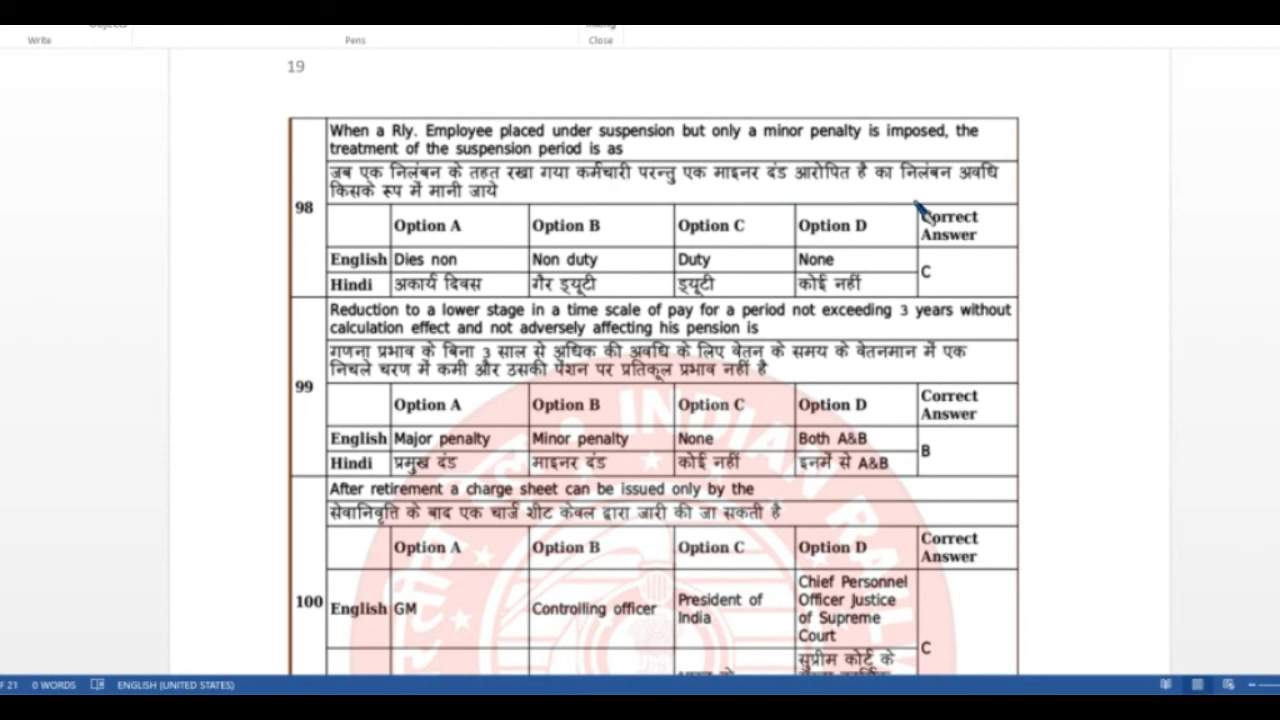 Write
Pens
Close
19
When a Rly. Employee placed under suspension but only a minor penalty is imposed, the
treatment of the suspension period is as
जब एक निलंबन के तहत रखा गया कर्मचारी परन्तु एक माइनर दंड आरोपित है का निलंबन अवधि
किसके रूप में मानी जाये
98
Option A Option B Option C Option D Correct
Answer
English Dies non Non duty Duty None
C
Hindi अकार्य दिवस गैर ड्यूटी ड्यूटी कोई नहीं
Reduction to a lower stage in a time scale of pay for a period not exceeding 3 years without
calculation effect and not adversely affecting his pension is
गणना प्रभाव के बिना 3 साल से अधिक की अवधि के लिए वेतन के समय के वेतनमान में एक
निचले चरण में कमी और उसकी पेंशन पर प्रतिकूल प्रभाव नहीं है
99
Option A Option B Option C Option D Correct
Answer
English Major penalty Minor penalty None Both A&B
B
Hindi प्रमुख दंड माइनर दंड कोई नहीं इनमें से A&B
After retirement a charge sheet can be issued only by the
सेवानिवृति के बाद एक चार्ज शीट केवल द्वारा जारी की जा सकती है
Option A Option B Option C Option D Correct
Answer
100
English GM Controlling officer President of
India Chief Personnel
Officer Justice
of Supreme
Court
C
सुप्रीम कोर्ट के
INDIAN RAILWAY
F 21 0 WORDS ENGLISH (UNITED STATES)